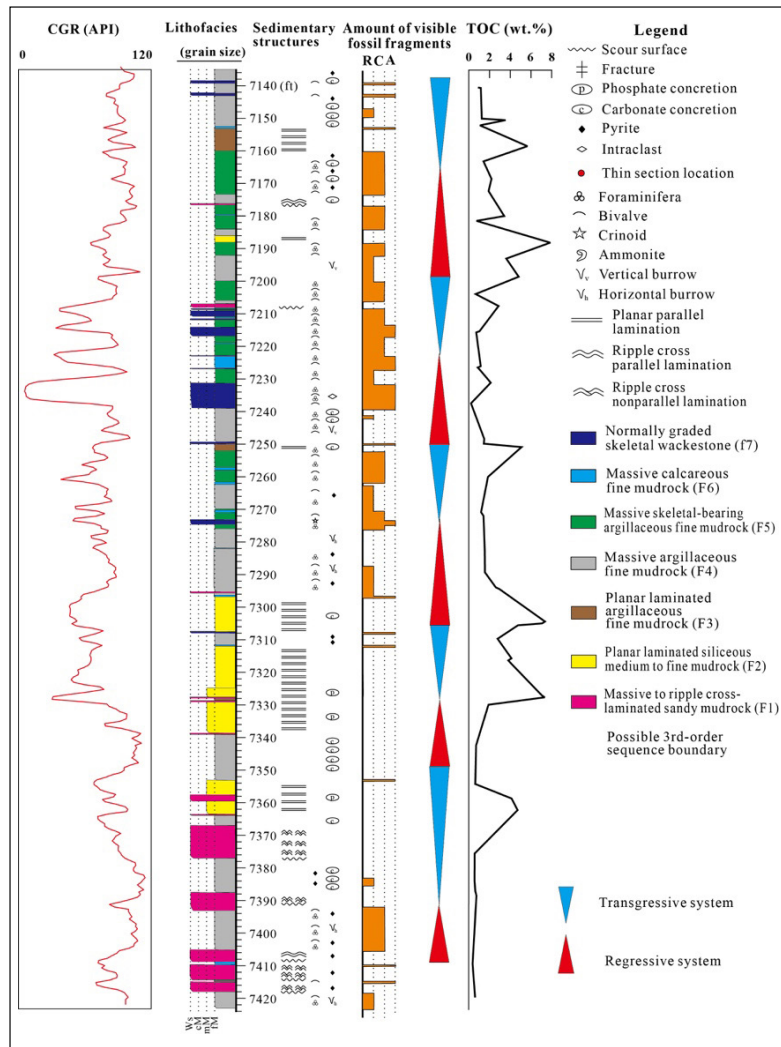 CGR (API)
0 120
Lithofacies
(grain size)
Sedimentary
structures
Amount of visible
fossil fragments
R C A
TOC (wt.%)
0 2 4 6 8
7140 (ft)
7150
7160
7170
7180
7190
7200
7210
7220
7230
7240
7250
7260
7270
7280
7290
7300
7310
7320
7330
7340
7350
7360
7370
7380
7390
7400
7410
7420
Ws
cM
mM
fM
Legend
Scour surface
Fracture
p Phosphate concretion
c Carbonate concretion
Pyrite
Intraclast
Thin section location
Foraminifera
Bivalve
Crinoid
Ammonite
Vv Vertical burrow
Vh Horizontal burrow
Planar parallel
lamination
Ripple cross
parallel lamination
Ripple cross
nonparallel lamination
Normally graded
skeletal wackestone (f7)
Massive calcareous
fine mudrock (F6)
Massive skeletal-bearing
argillaceous fine mudrock (F5)
Massive argillaceous
fine mudrock (F4)
Planar laminated
argillaceous
fine mudrock (F3)
Planar laminated siliceous
medium to fine mudrock (F2)
Massive to ripple cross-
laminated sandy mudrock (F1)
Possible 3rd-order
sequence boundary
Transgressive system
Regressive system